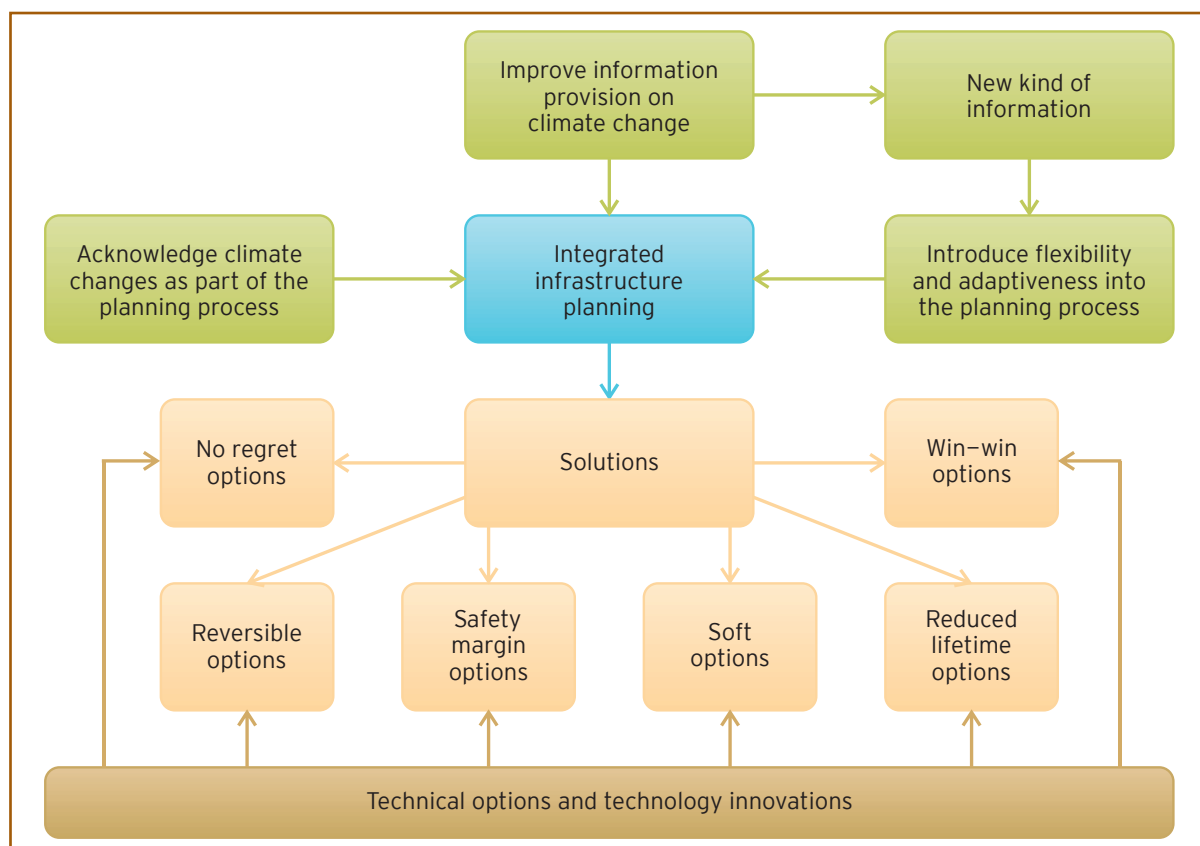 Improve information
provision on
climate change
New kind of
information
Acknowledge climate
changes as part of the
planning process
Integrated
infrastructure
planning
Introduce flexibility
and adaptiveness into
the planning process
No regret
options
Solutions
Win–win
options
Reversible
options
Safety
margin
options
Soft
options
Reduced
lifetime
options
Technical options and technology innovations